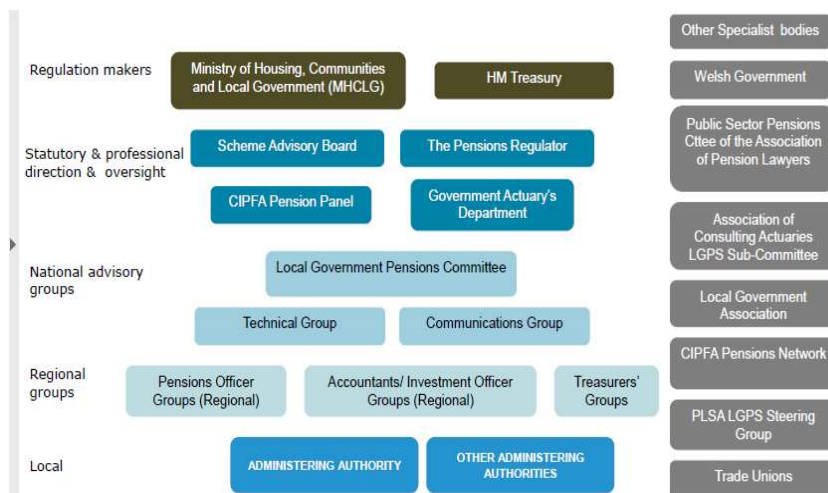 Regulation makers
Ministry of Housing, Communities
and Local Government (MHCLG)
HM Treasury
Statutory & professional
direction & oversight
Scheme Advisory Board
The Pensions Regulator
CIPFA Pension Panel
Government Actuary's
Department
National advisory
groups
Local Government Pensions Committee
Technical Group
Communications Group
Regional
groups
Pensions Officer
Groups (Regional)
Accountants/ Investment Officer
Groups (Regional)
Treasurers'
Groups
Local
ADMINISTERING AUTHORITY
OTHER ADMINISTERING
AUTHORITIES
Other Specialist bodies
Welsh Government
Public Sector Pensions
Cttee of the Association
of Pension Lawyers
Association of
Consulting Actuaries
LGPS Sub-Committee
Local Government
Association
CIPFA Pensions Network
PLSA LGPS Steering
Group
Trade Unions